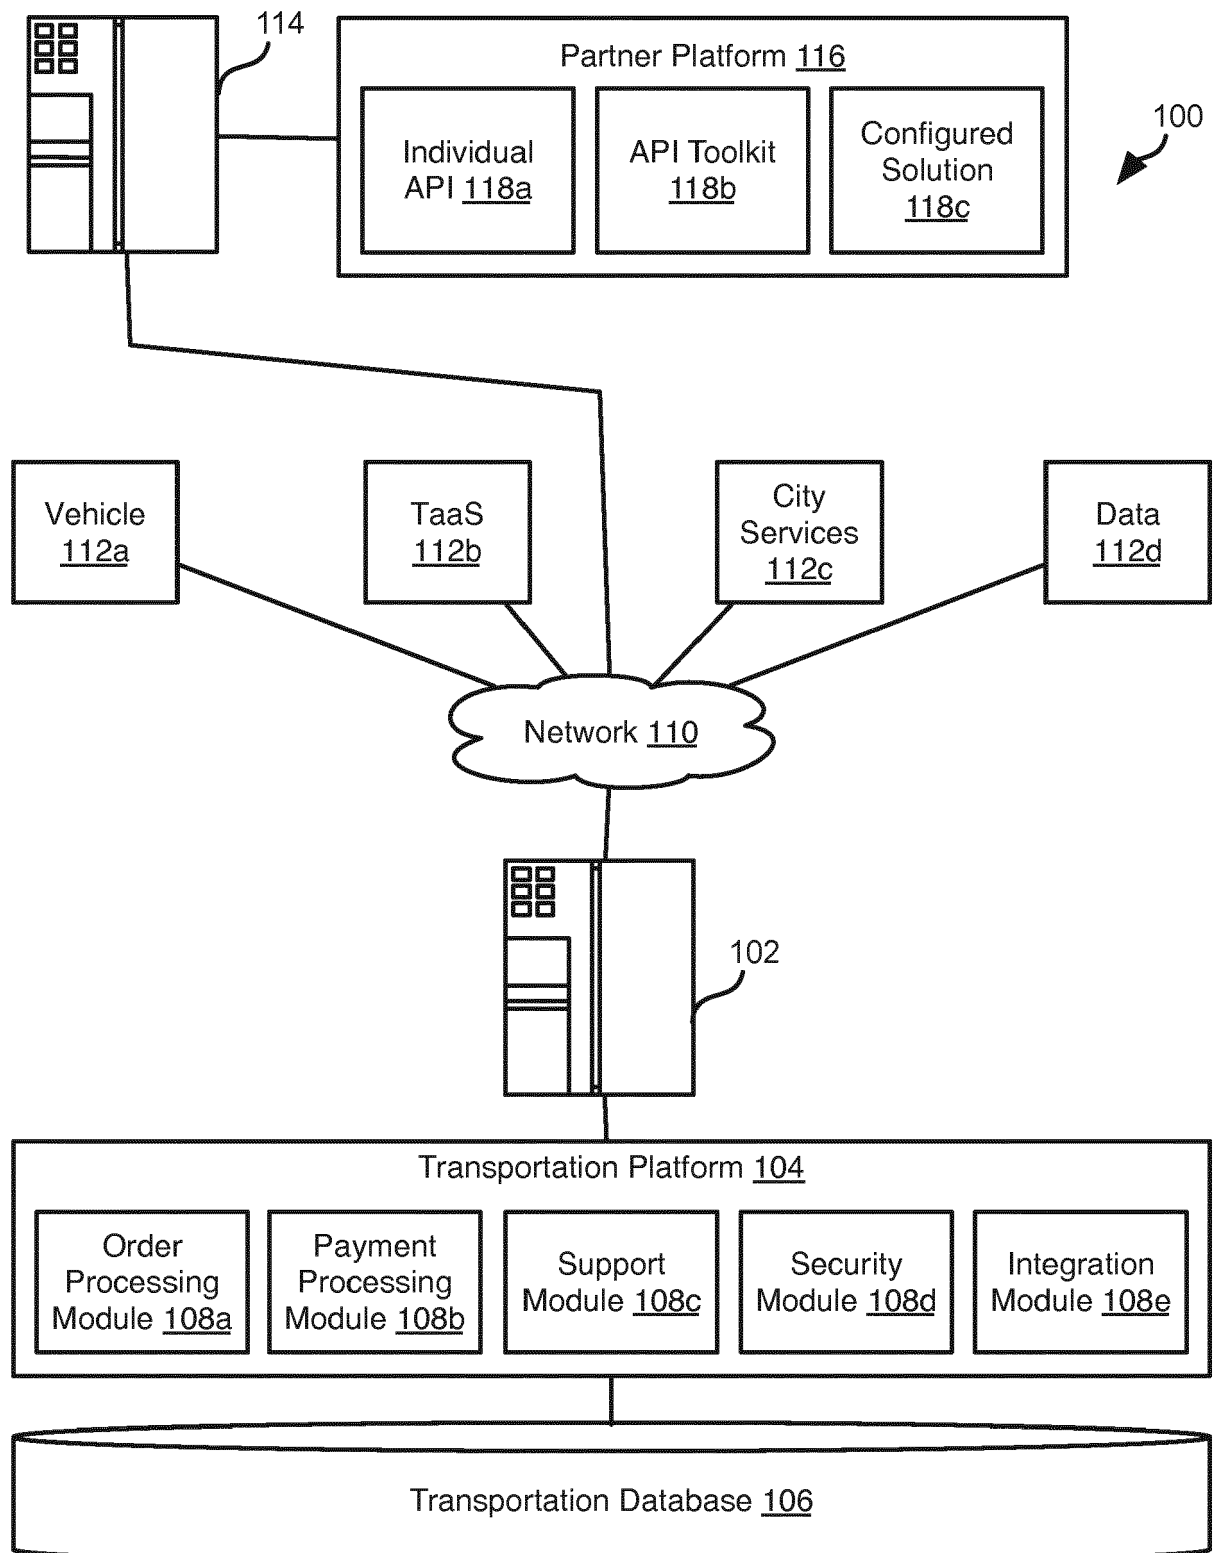 114
Partner Platform 116
100
Individual
API 118a
API Toolkit
118b
Configured
Solution
118c
Vehicle
112a
TaaS
112b
City
Services
112c
Data
112d
Network 110
102
Transportation Platform 104
Order
Processing
Module 108a
Payment
Processing
Module 108b
Support
Module 108c
Security
Module 108d
Integration
Module 108e
Transportation Database 106